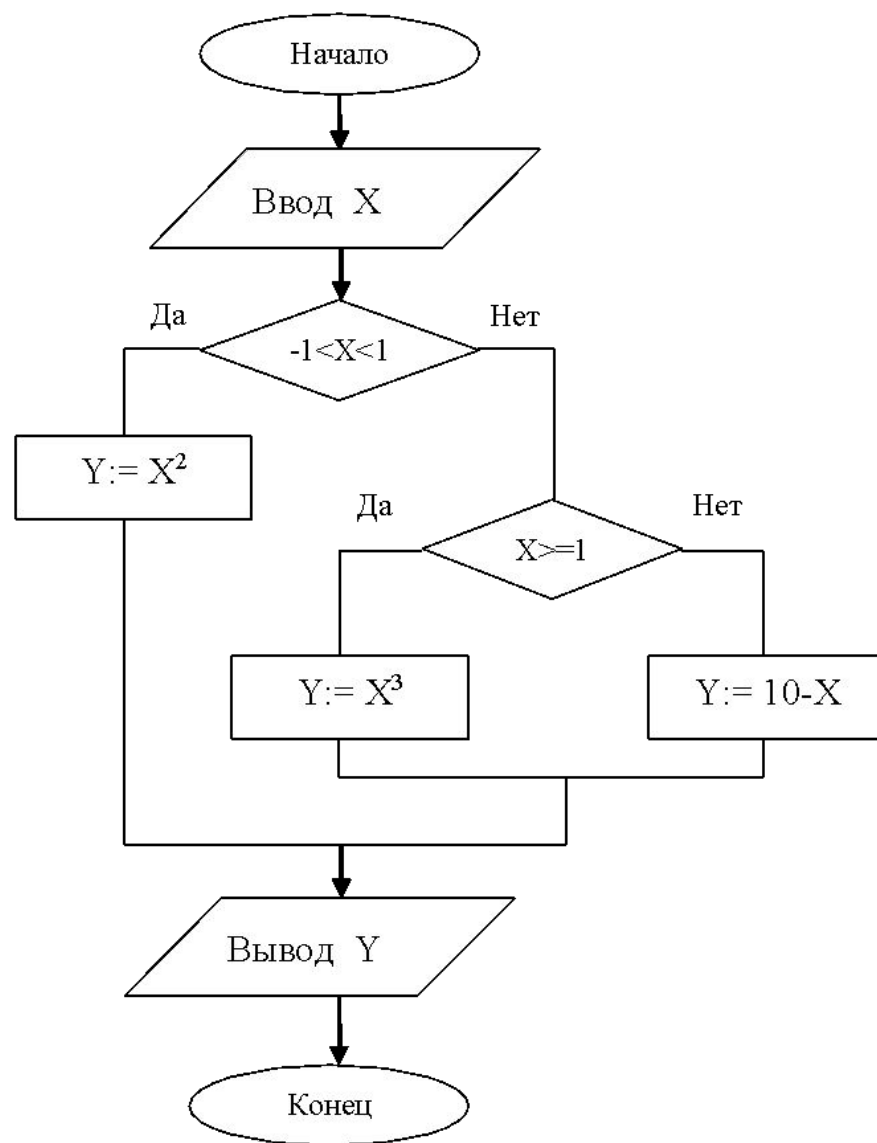 Начало
Ввод X
Да
Нет
-1<X<1
Y:= X²
Да
Нет
X>=1
Y:= X³
Y:= 10-X
Вывод Y
Конец